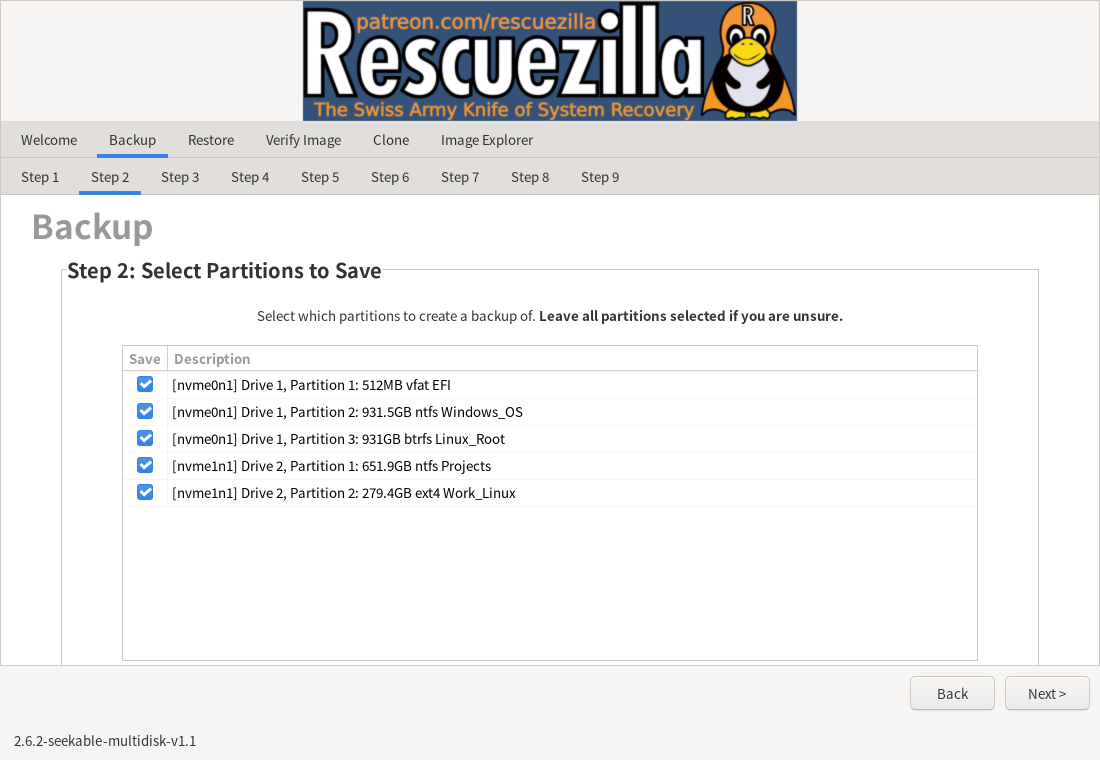 patreon.com/rescuezilla
R
Rescuezilla
The Swiss Army Knife of System Recovery
Welcome Backup Restore Verify Image Clone Image Explorer
Step 1 Step 2 Step 3 Step 4 Step 5 Step 6 Step 7 Step 8 Step 9
Backup
Step 2: Select Partitions to Save
Select which partitions to create a backup of. Leave all partitions selected if you are unsure.
Save Description
[nvme0n1] Drive 1, Partition 1: 512MB vfat EFI
[nvme0n1] Drive 1, Partition 2: 931.5GB ntfs Windows_OS
[nvme0n1] Drive 1, Partition 3: 931GB btrfs Linux_Root
[nvme1n1] Drive 2, Partition 1: 651.9GB ntfs Projects
[nvme1n1] Drive 2, Partition 2: 279.4GB ext4 Work_Linux
Back Next >
2.6.2-seekable-multidisk-v1.1